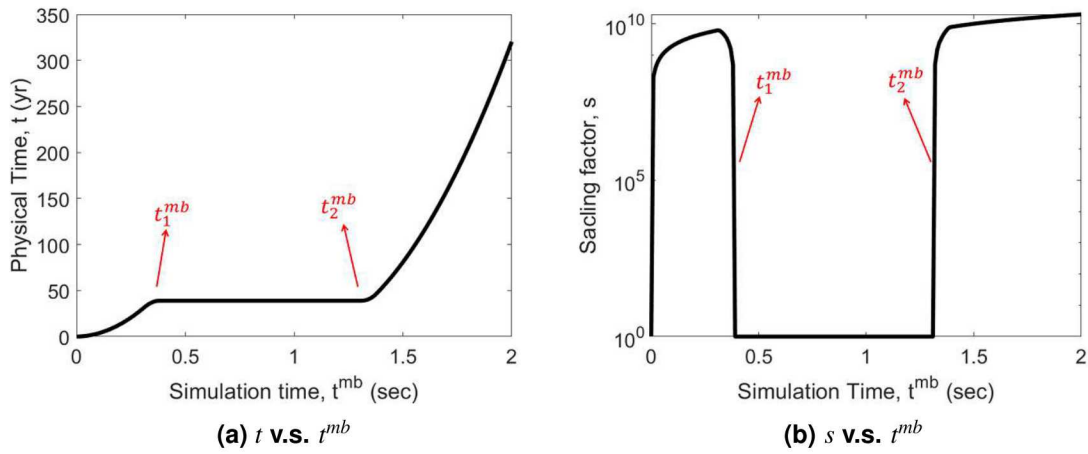 350
300
250
200
150
100
50
0
Physical Time, t (yr)
t₁ᵐᵇ
t₂ᵐᵇ
0 0.5 1 1.5 2
Simulation time, tᵐᵇ (sec)
(a) t v.s. tᵐᵇ
10¹⁰
10⁵
10⁰
Sacling factor, s
t₁ᵐᵇ
t₂ᵐᵇ
0 0.5 1 1.5 2
Simulation Time, tᵐᵇ (sec)
(b) s v.s. tᵐᵇ